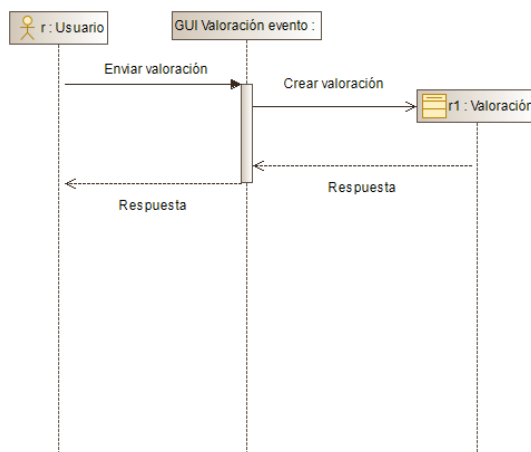 r : Usuario
GUI Valoración evento :
Enviar valoración
Crear valoración
r1 : Valoración
Respuesta
Respuesta